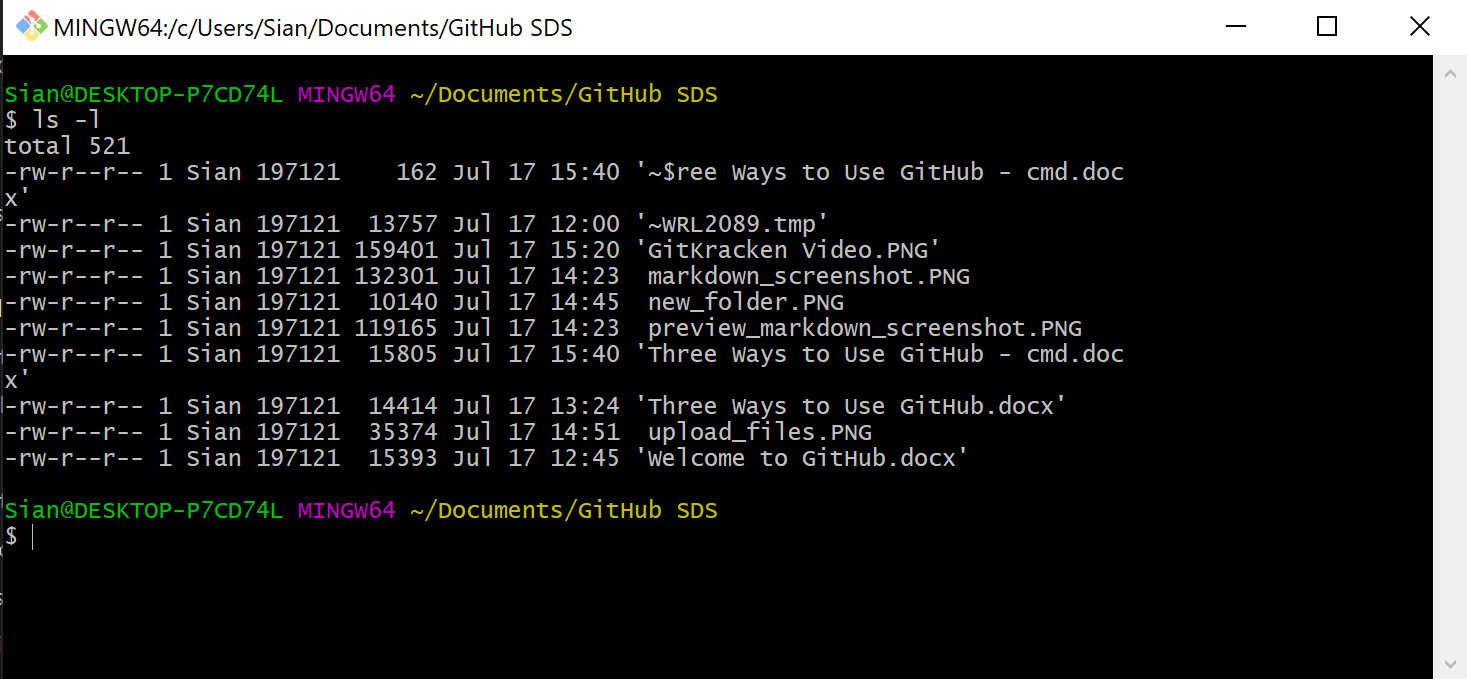 MINGW64:/c/Users/Sian/Documents/GitHub SDS
Sian@DESKTOP-P7CD74L MINGW64 ~/Documents/GitHub SDS
$ ls -l
total 521
-rw-r--r-- 1 Sian 197121    162 Jul 17 15:40 '~$ree Ways to Use GitHub - cmd.doc
x'
-rw-r--r-- 1 Sian 197121  13757 Jul 17 12:00 '~WRL2089.tmp'
-rw-r--r-- 1 Sian 197121 159401 Jul 17 15:20 'GitKracken Video.PNG'
-rw-r--r-- 1 Sian 197121 132301 Jul 17 14:23  markdown_screenshot.PNG
-rw-r--r-- 1 Sian 197121  10140 Jul 17 14:45  new_folder.PNG
-rw-r--r-- 1 Sian 197121 119165 Jul 17 14:23  preview_markdown_screenshot.PNG
-rw-r--r-- 1 Sian 197121  15805 Jul 17 15:40 'Three Ways to Use GitHub - cmd.doc
x'
-rw-r--r-- 1 Sian 197121  14414 Jul 17 13:24 'Three Ways to Use GitHub.docx'
-rw-r--r-- 1 Sian 197121  35374 Jul 17 14:51  upload_files.PNG
-rw-r--r-- 1 Sian 197121  15393 Jul 17 12:45 'Welcome to GitHub.docx'
Sian@DESKTOP-P7CD74L MINGW64 ~/Documents/GitHub SDS
$